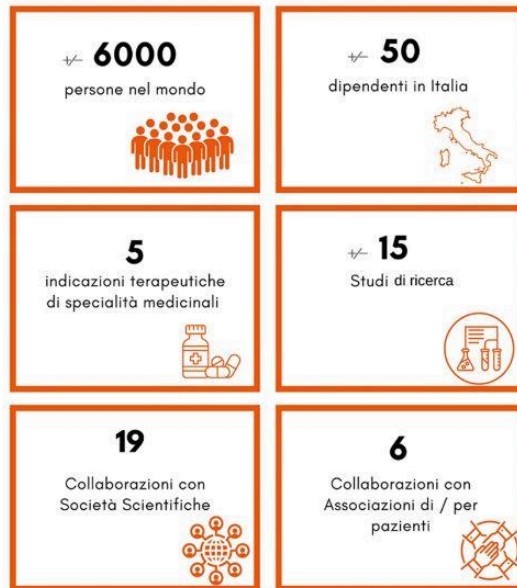 +/- 6000
persone nel mondo
+/- 50
dipendenti in Italia
5
indicazioni terapeutiche
di specialità medicinali
+/- 15
Studi di ricerca
19
Collaborazioni con
Società Scientifiche
6
Collaborazioni con
Associazioni di / per
pazienti